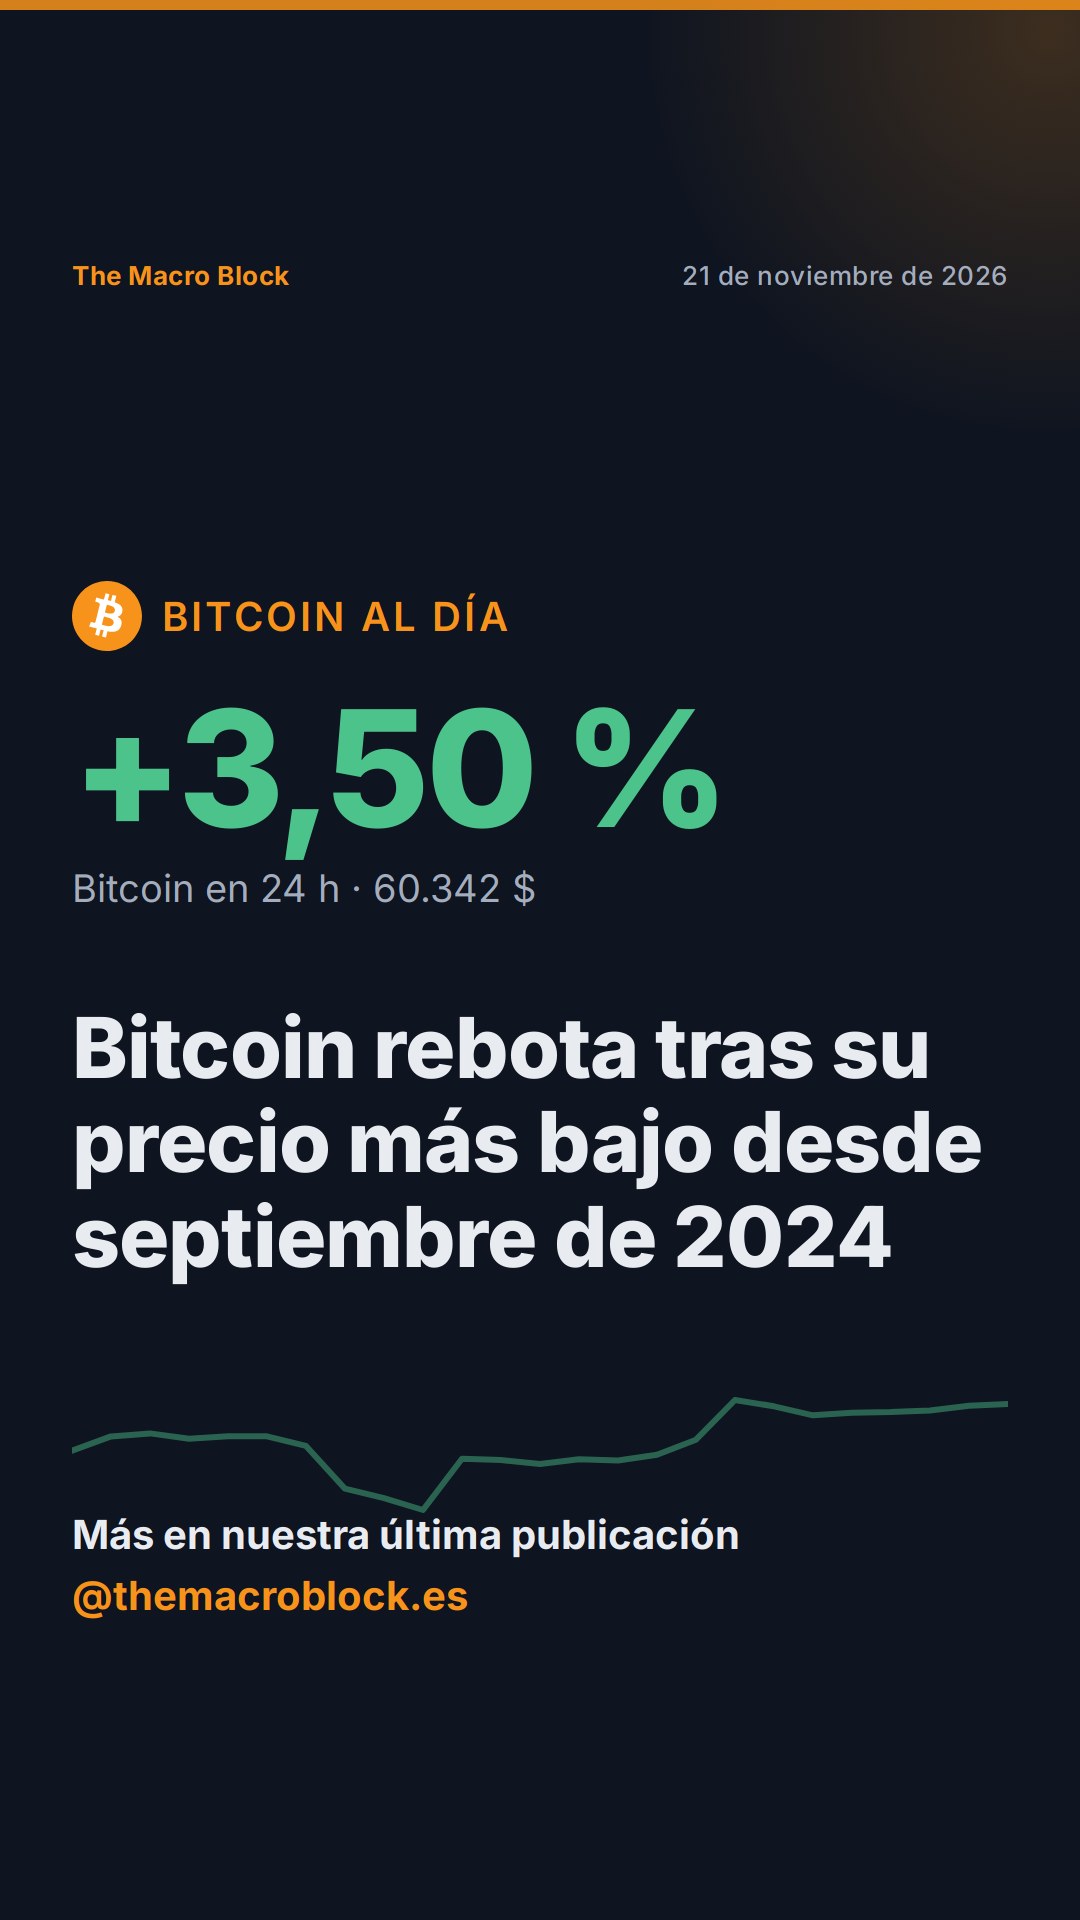 The Macro Block
21 de noviembre de 2026
BITCOIN AL DÍA
+3,50 %
Bitcoin en 24 h · 60.342 $
Bitcoin rebota tras su
precio más bajo desde
septiembre de 2024
Más en nuestra última publicación
@themacroblock.es